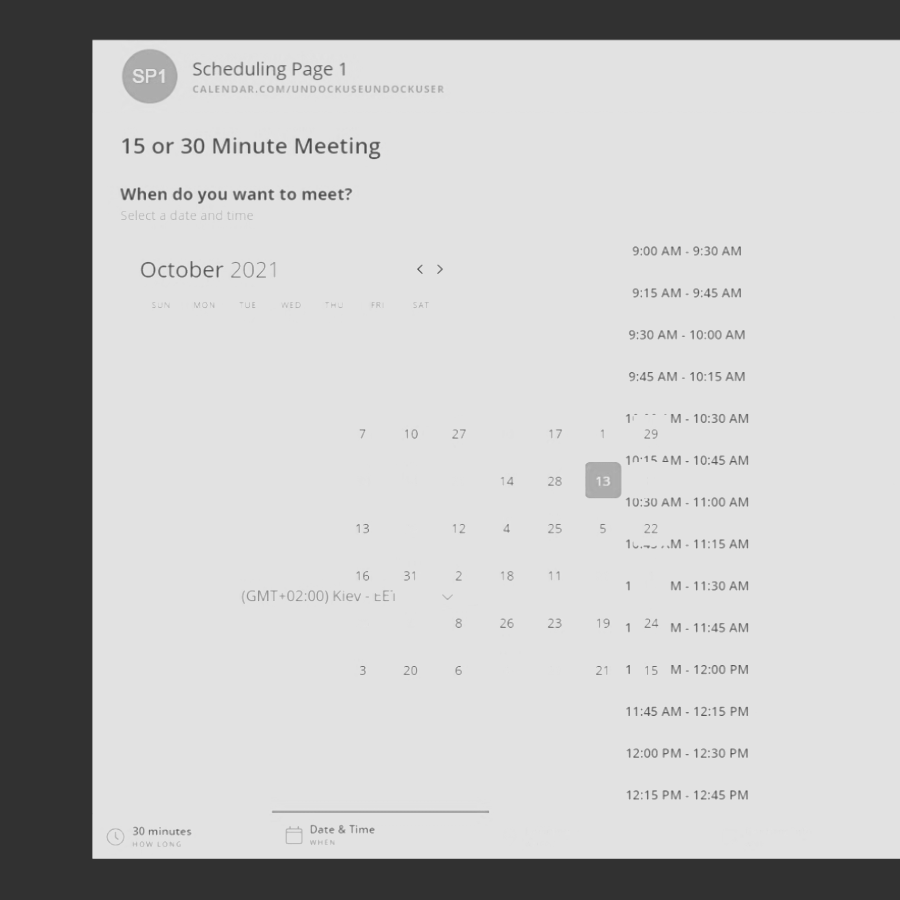 SP1
Scheduling Page 1
CALENDAR.COM/UNDOCKUSEUNDOCKUSER
15 or 30 Minute Meeting
When do you want to meet?
Select a date and time
October 2021
SUN MON TUE WED THU FRI SAT
9:00 AM - 9:30 AM
9:15 AM - 9:45 AM
9:30 AM - 10:00 AM
9:45 AM - 10:15 AM
M - 10:30 AM
7 10 27 17 1 29
10:15 AM - 10:45 AM
14 28 13
10:30 AM - 11:00 AM
13 12 4 25 5 22
M - 11:15 AM
16 31 2 18 11
1 M - 11:30 AM
(GMT+02:00) Kiev - EET
8 26 23 19 24
1 M - 11:45 AM
3 20 6 21 15
1 M - 12:00 PM
11:45 AM - 12:15 PM
12:00 PM - 12:30 PM
12:15 PM - 12:45 PM
30 minutes
HOW LONG
Date & Time
WHEN